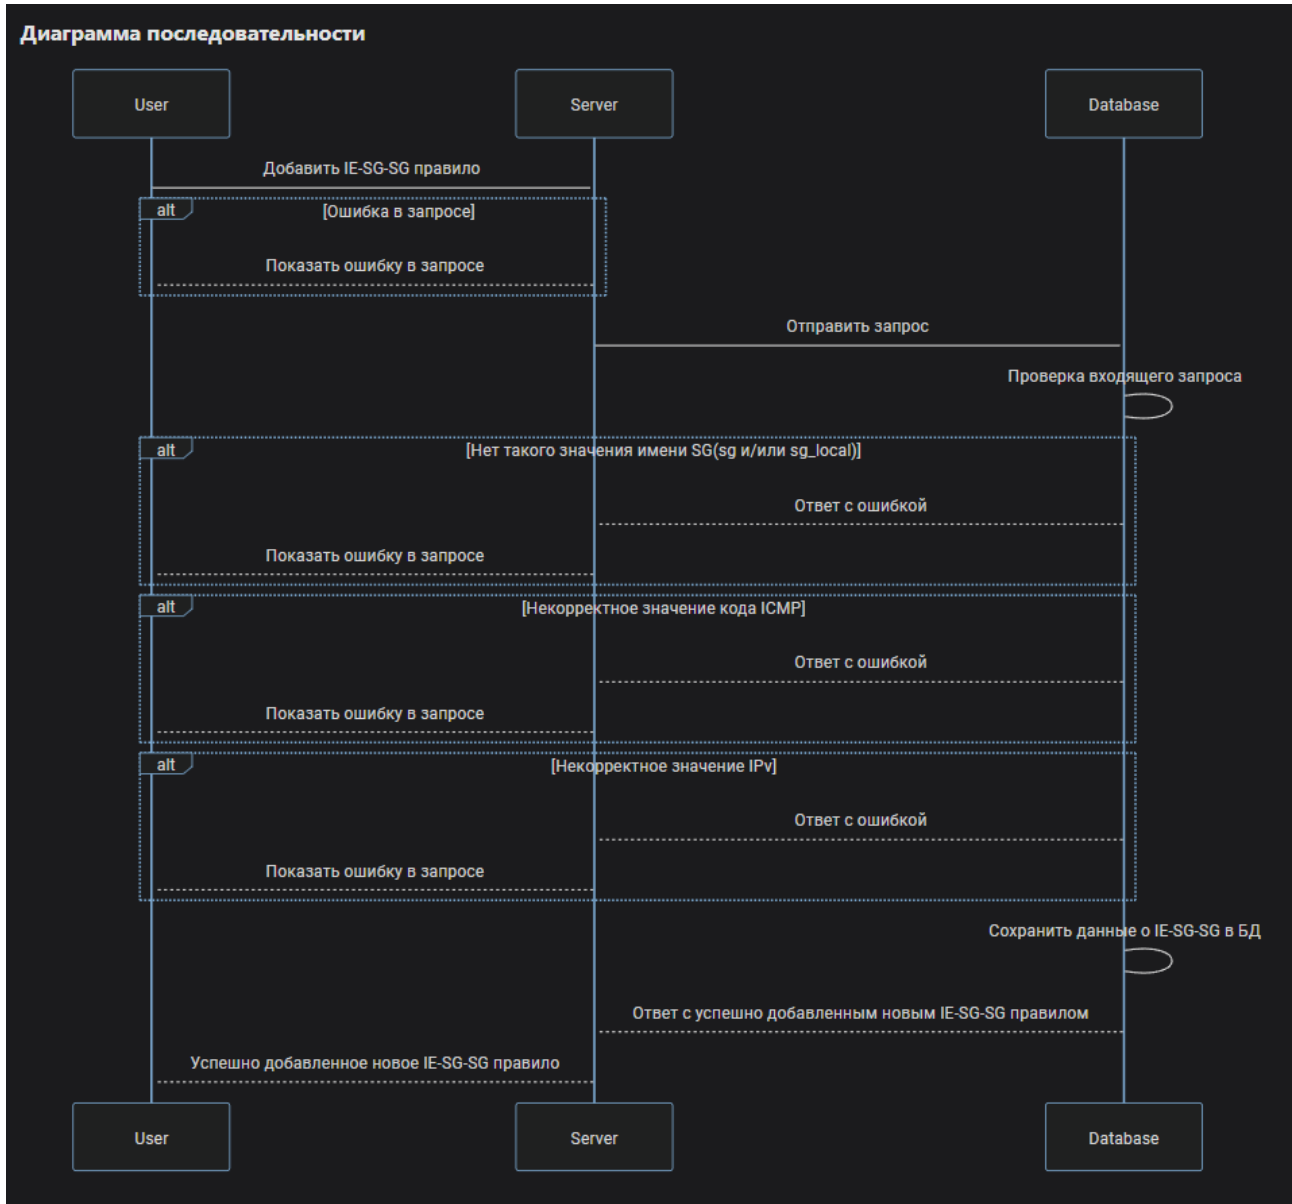 Диаграмма последовательности
User
Server
Database
Добавить IE-SG-SG правило
alt
[Ошибка в запросе]
Показать ошибку в запросе
Отправить запрос
Проверка входящего запроса
alt
[Нет такого значения имени SG(sg и/или sg_local)]
Ответ с ошибкой
Показать ошибку в запросе
alt
[Некорректное значение кода ICMP]
Ответ с ошибкой
Показать ошибку в запросе
alt
[Некорректное значение IPv]
Ответ с ошибкой
Показать ошибку в запросе
Сохранить данные о IE-SG-SG в БД
Ответ с успешно добавленным новым IE-SG-SG правилом
Успешно добавленное новое IE-SG-SG правило
User
Server
Database